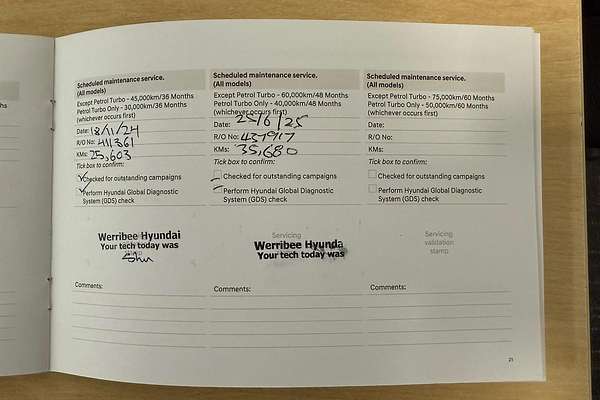 Scheduled maintenance service.
(All models)
Except Petrol Turbo - 45,000km/36 Months
Petrol Turbo Only - 30,000km/36 Months
(whichever occurs first)
Date: 18/11/24
R/O No: 411361
KMs: 25,603
Tick box to confirm:
Checked for outstanding campaigns
Perform Hyundai Global Diagnostic
System (GDS) check
Werribee Hyundai
Your tech today was
Comments:
Scheduled maintenance service.
(All models)
Except Petrol Turbo - 60,000km/48 Months
Petrol Turbo Only - 40,000km/48 Months
(whichever occurs first)
Date: 25/6/25
R/O No: 437917
KMs: 35,680
Tick box to confirm:
Checked for outstanding campaigns
Perform Hyundai Global Diagnostic
System (GDS) check
Servicing
Werribee Hyunda
Your tech today was
Comments:
Scheduled maintenance service.
(All models)
Except Petrol Turbo - 75,000km/60 Months
Petrol Turbo Only - 50,000km/60 Months
(whichever occurs first)
Date:
R/O No:
KMs:
Tick box to confirm:
Checked for outstanding campaigns
Perform Hyundai Global Diagnostic
System (GDS) check
Servicing
validation
stamp
Comments:
21